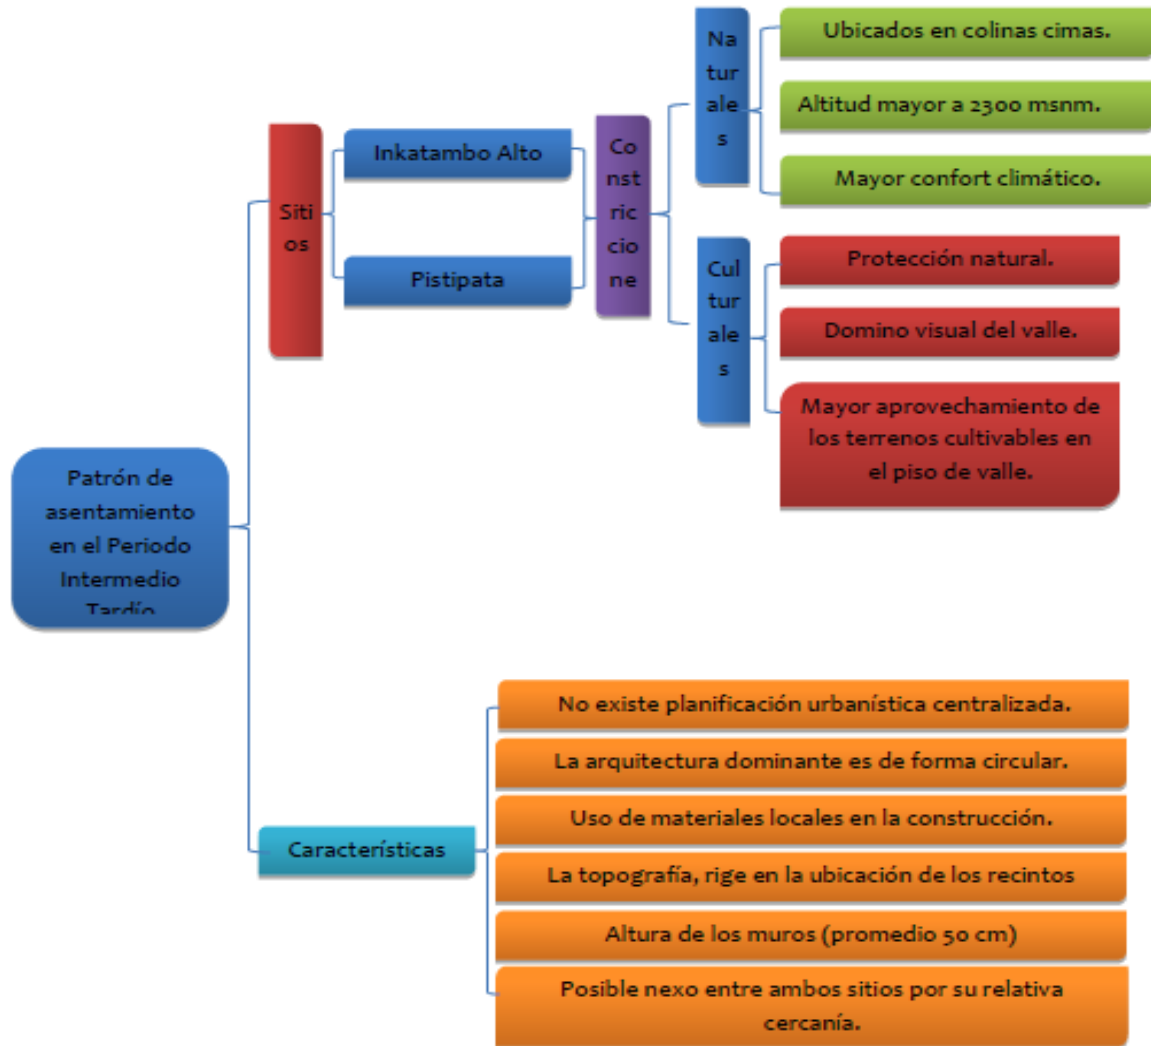 Patrón de
asentamiento
en el Periodo
Intermedio
Tardío
Siti
os
Inkatambo Alto
Pistipata
Co
nst
ric
cio
ne
Na
tur
ale
s
Ubicados en colinas cimas.
Altitud mayor a 2300 msnm.
Mayor confort climático.
Cul
tur
ale
s
Protección natural.
Domino visual del valle.
Mayor aprovechamiento de
los terrenos cultivables en
el piso de valle.
Características
No existe planificación urbanística centralizada.
La arquitectura dominante es de forma circular.
Uso de materiales locales en la construcción.
La topografía, rige en la ubicación de los recintos
Altura de los muros (promedio 50 cm)
Posible nexo entre ambos sitios por su relativa
cercanía.